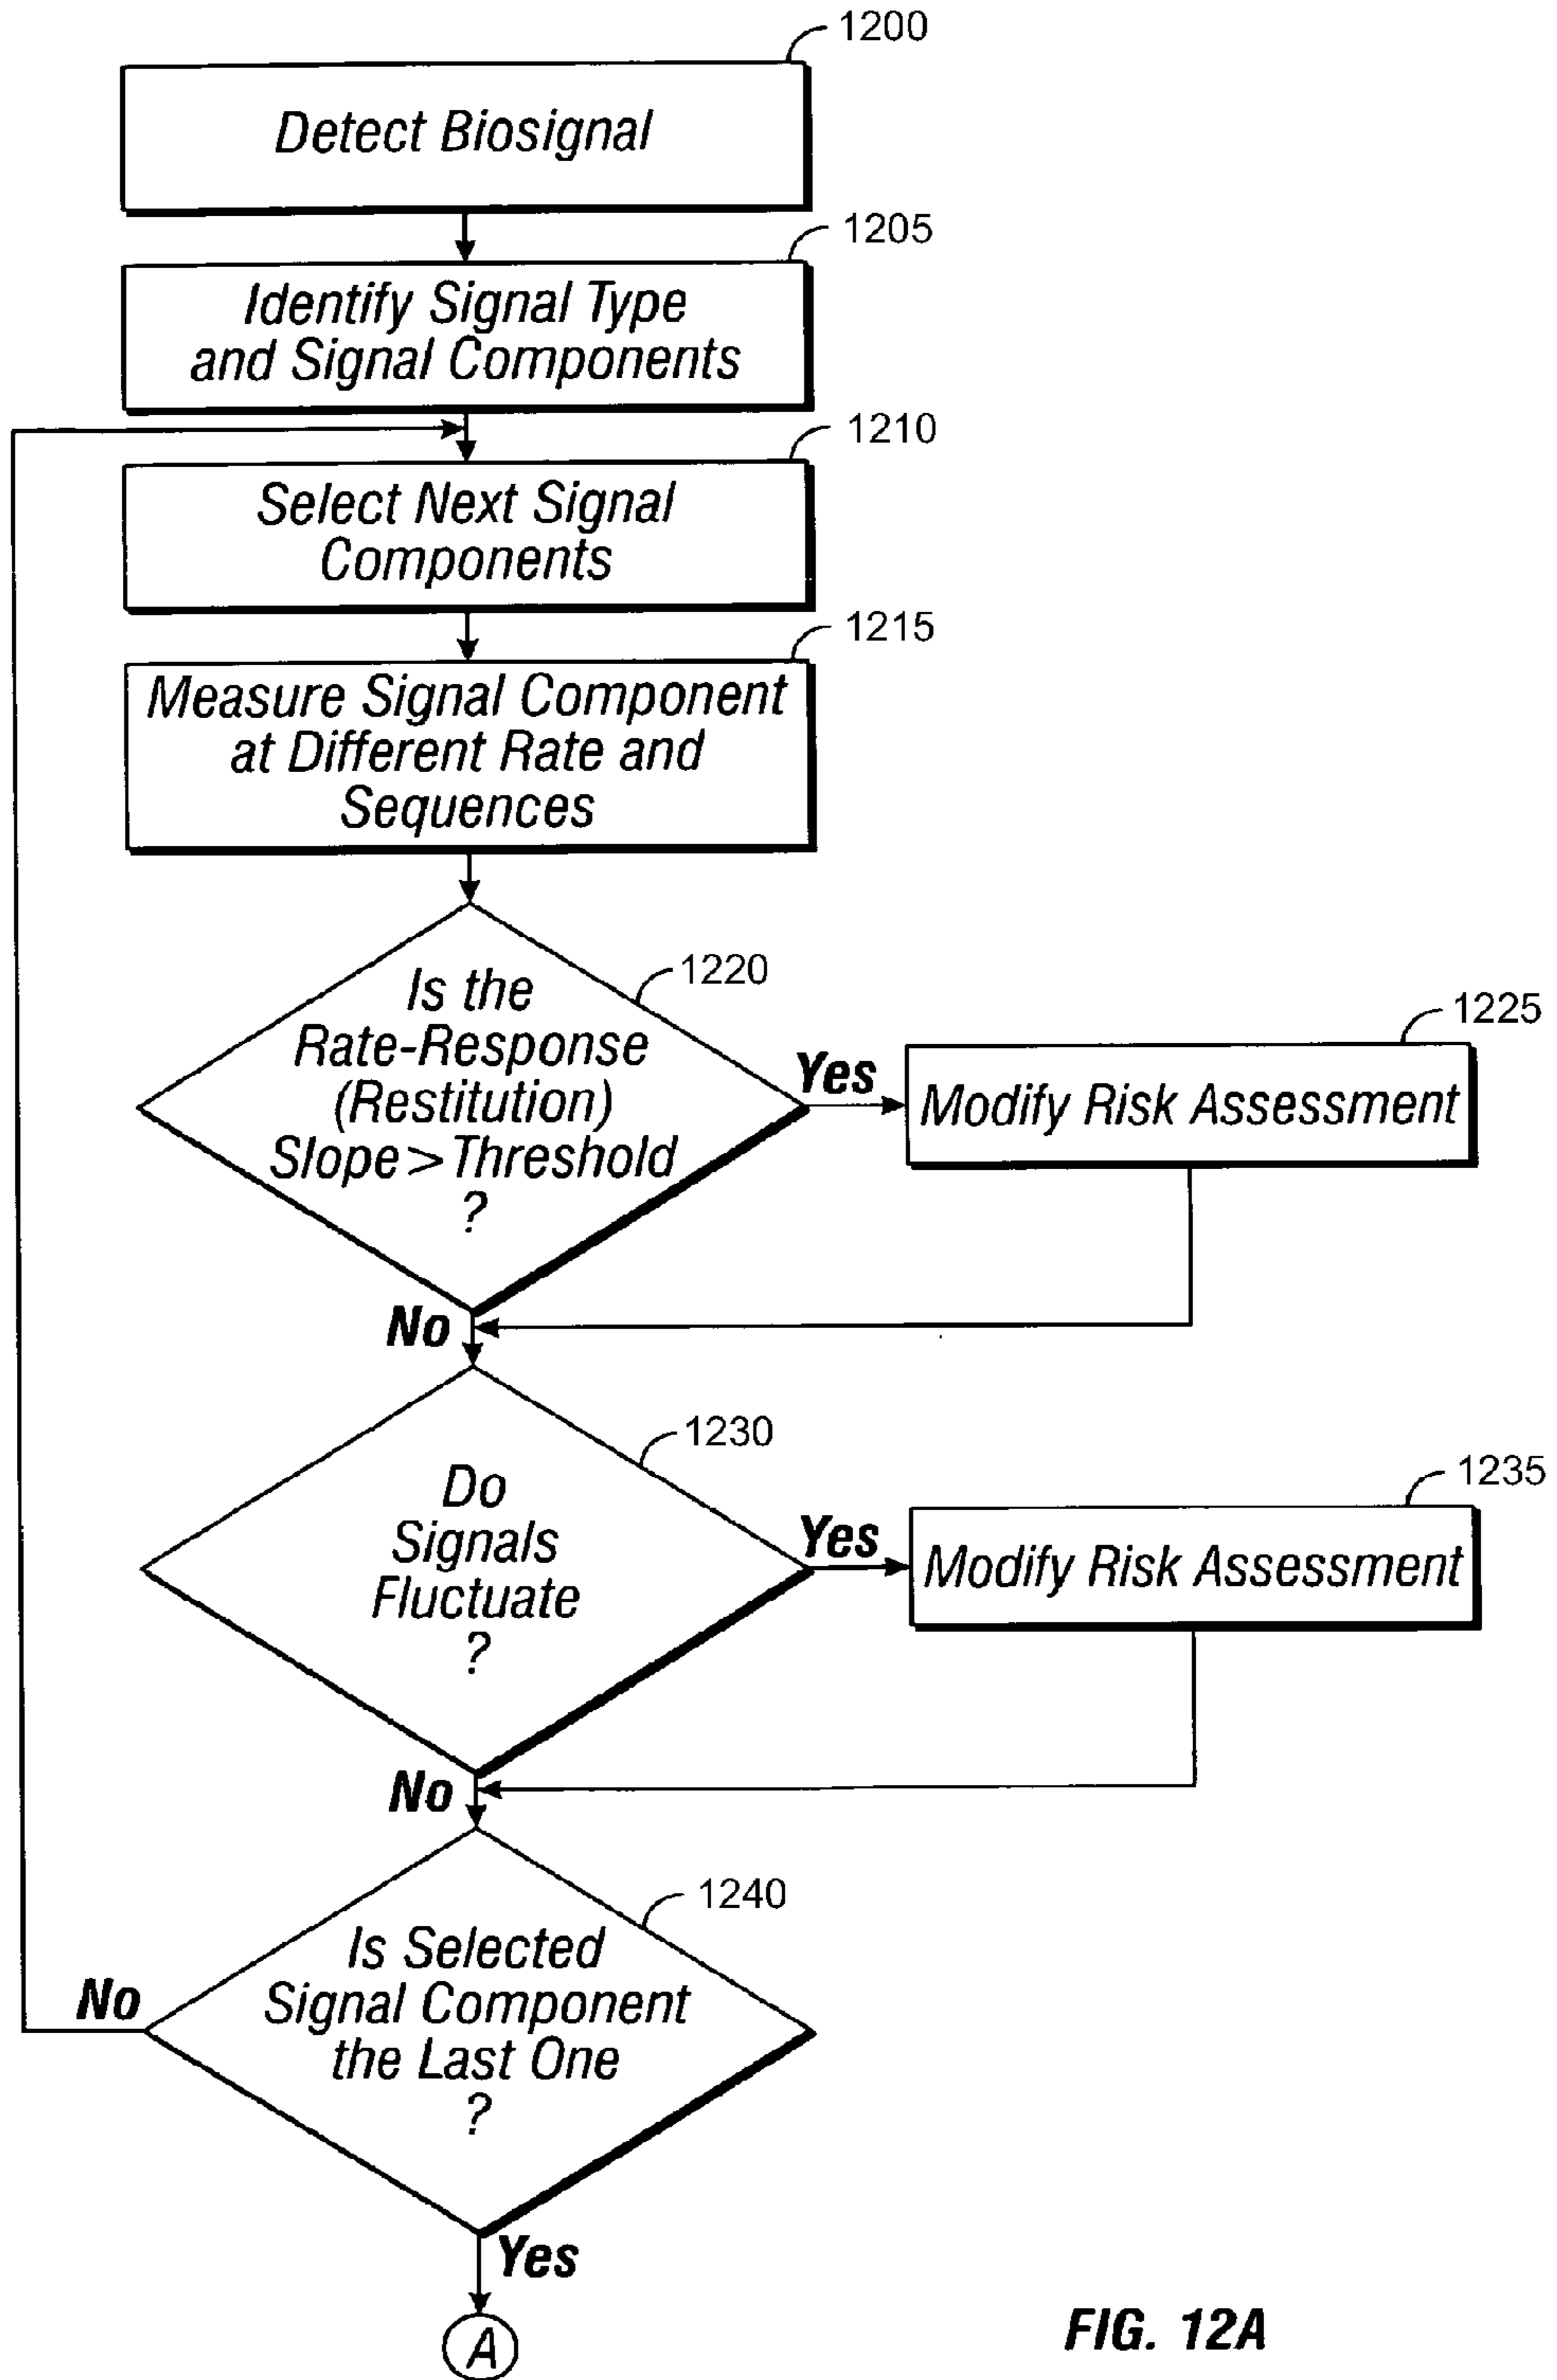 1200
Detect Biosignal
1205
Identify Signal Type
and Signal Components
1210
Select Next Signal
Components
1215
Measure Signal Component
at Different Rate and
Sequences
1220
Is the
Rate-Response
(Restitution)
Slope>Threshold
?
Yes
1225
Modify Risk Assessment
No
1230
Do
Signals
Fluctuate
?
Yes
1235
Modify Risk Assessment
No
1240
Is Selected
Signal Component
the Last One
?
No
Yes
A
FIG. 12A